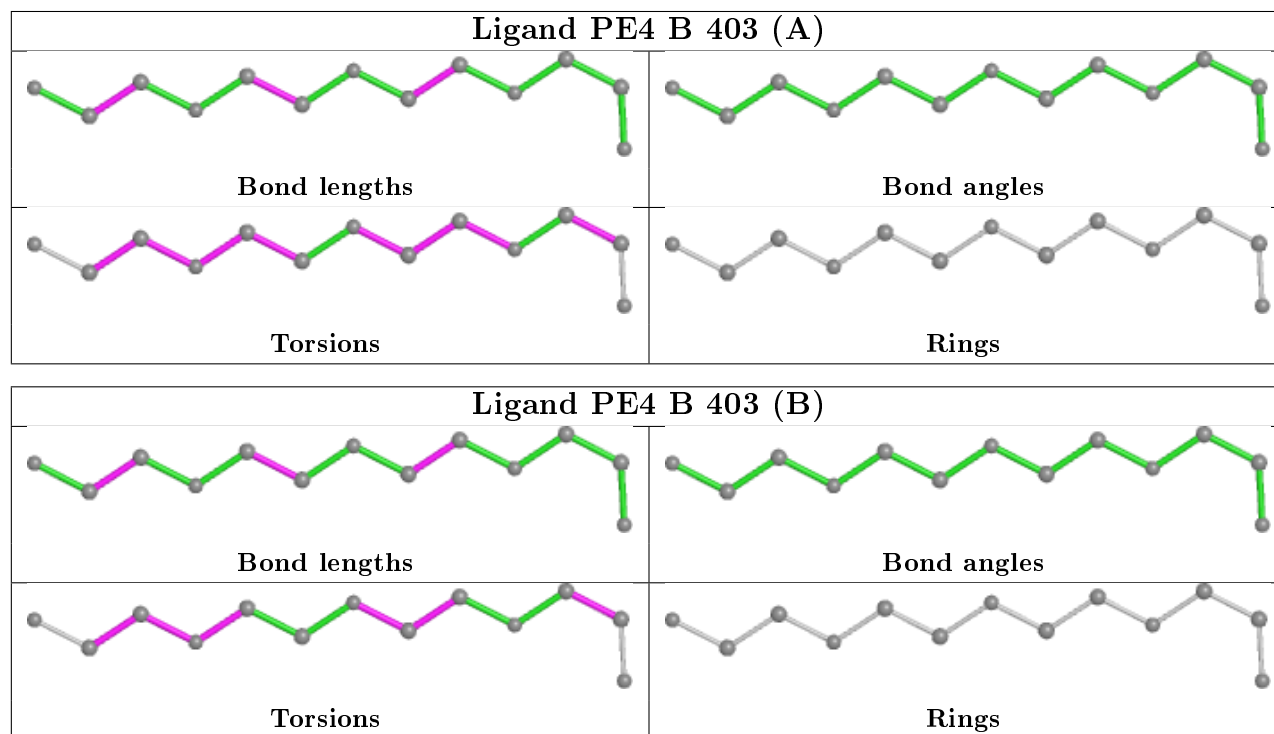 Ligand PE4 B 403 (A)
Bond lengths
Bond angles
Torsions
Rings
Ligand PE4 B 403 (B)
Bond lengths
Bond angles
Torsions
Rings